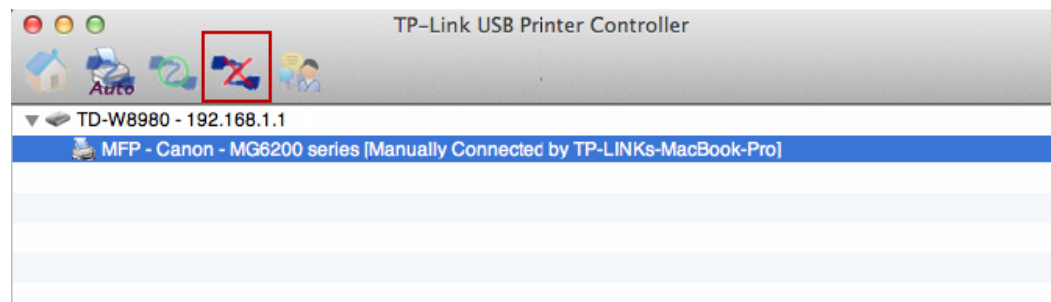 TP-Link USB Printer Controller
Auto
TD-W8980 - 192.168.1.1
MFP - Canon - MG6200 series [Manually Connected by TP-LINKs-MacBook-Pro]